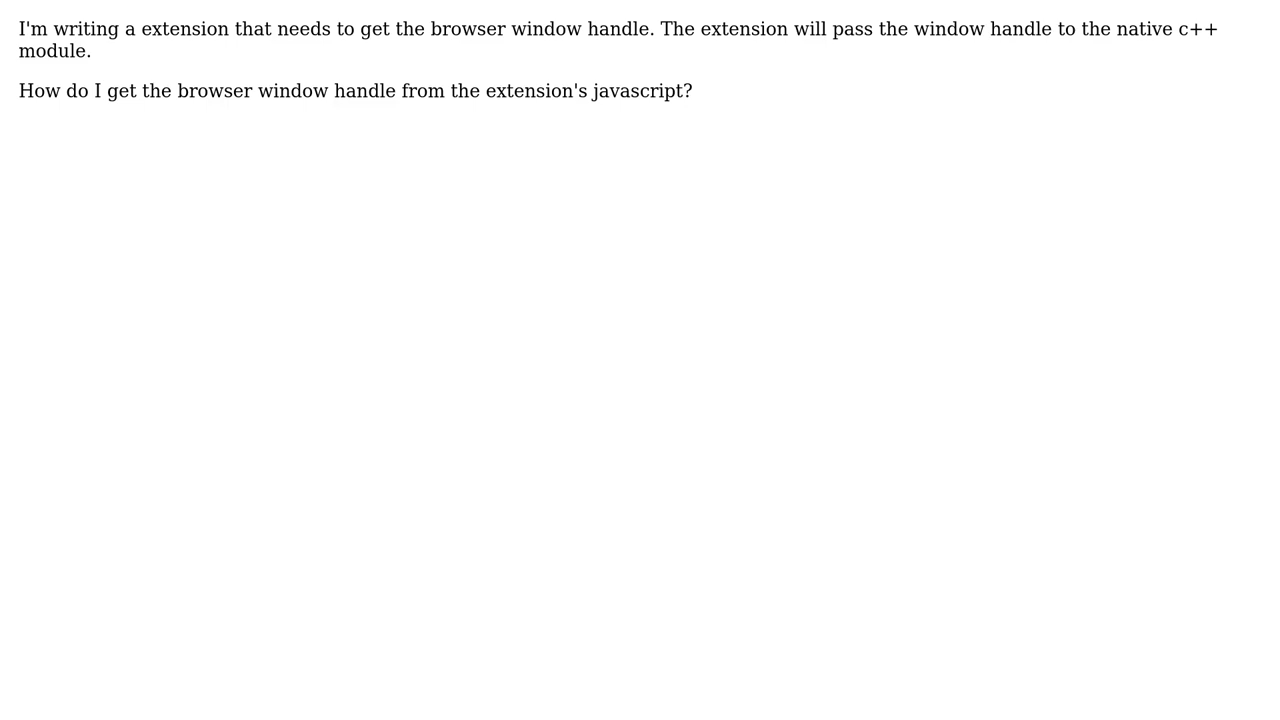 I'm writing a extension that needs to get the browser window handle. The extension will pass the window handle to the native c++
module.
How do I get the browser window handle from the extension's javascript?